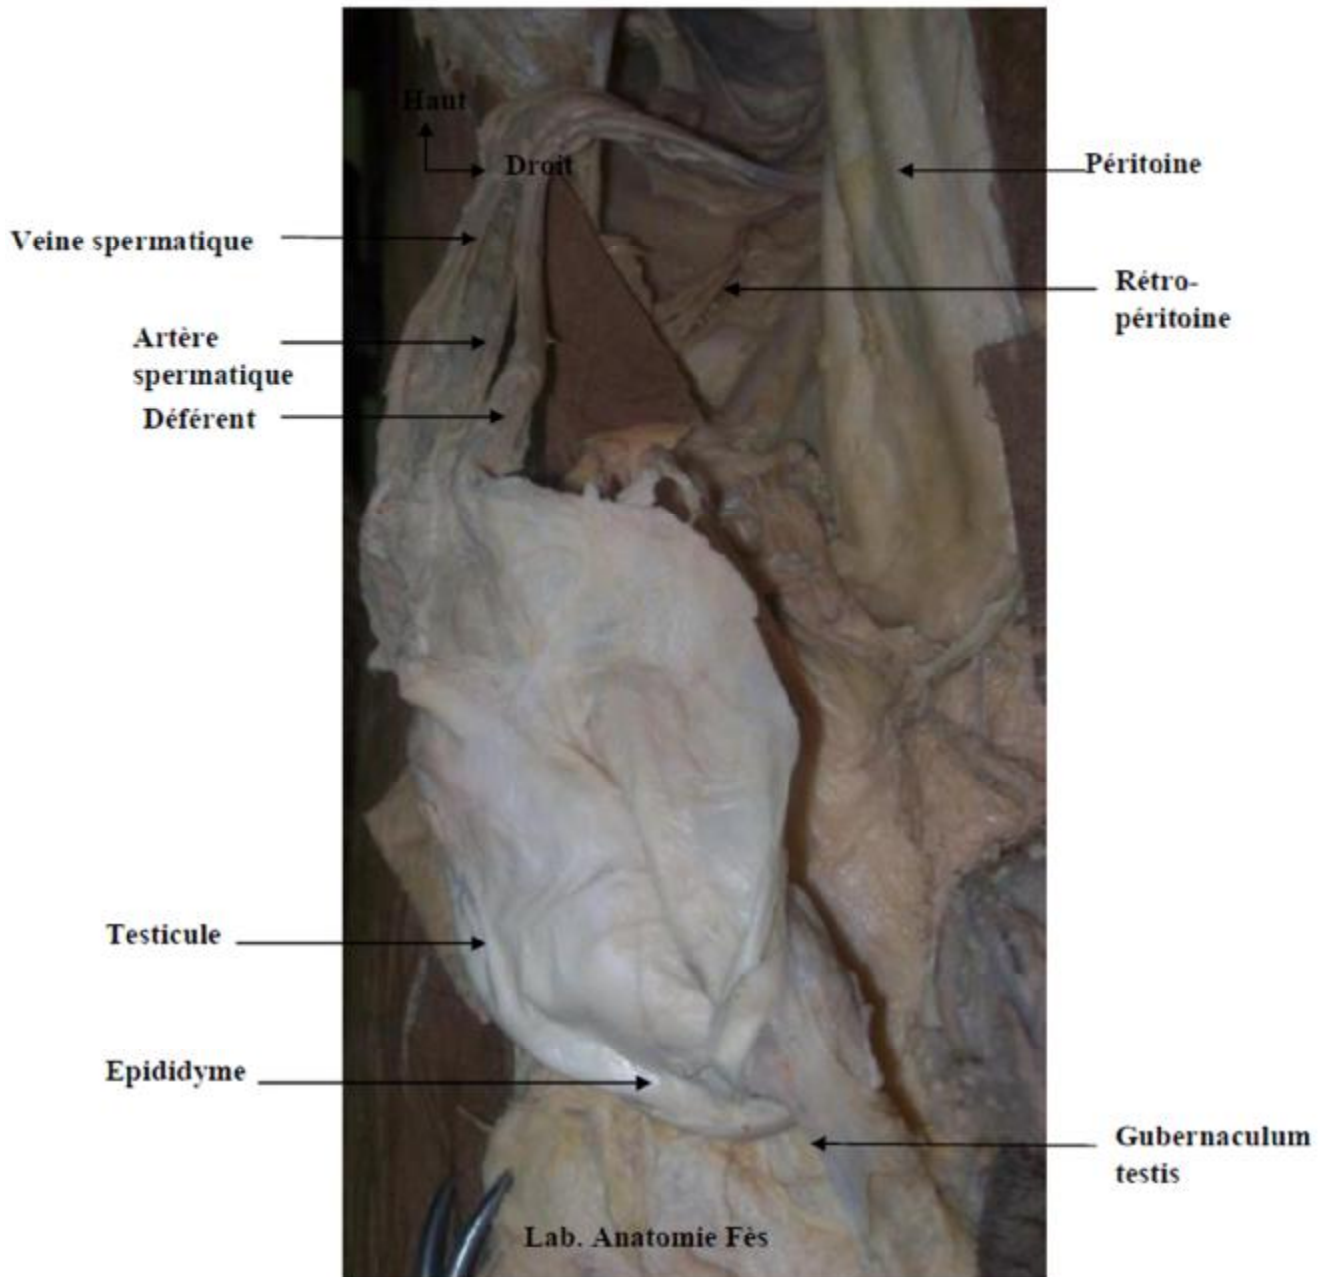 Haut
Droit
Péritoine
Veine spermatique
Rétro-
péritoine
Artère
spermatique
Déférent
Testicule
Epididyme
Gubernaculum
testis
Lab. Anatomie Fès